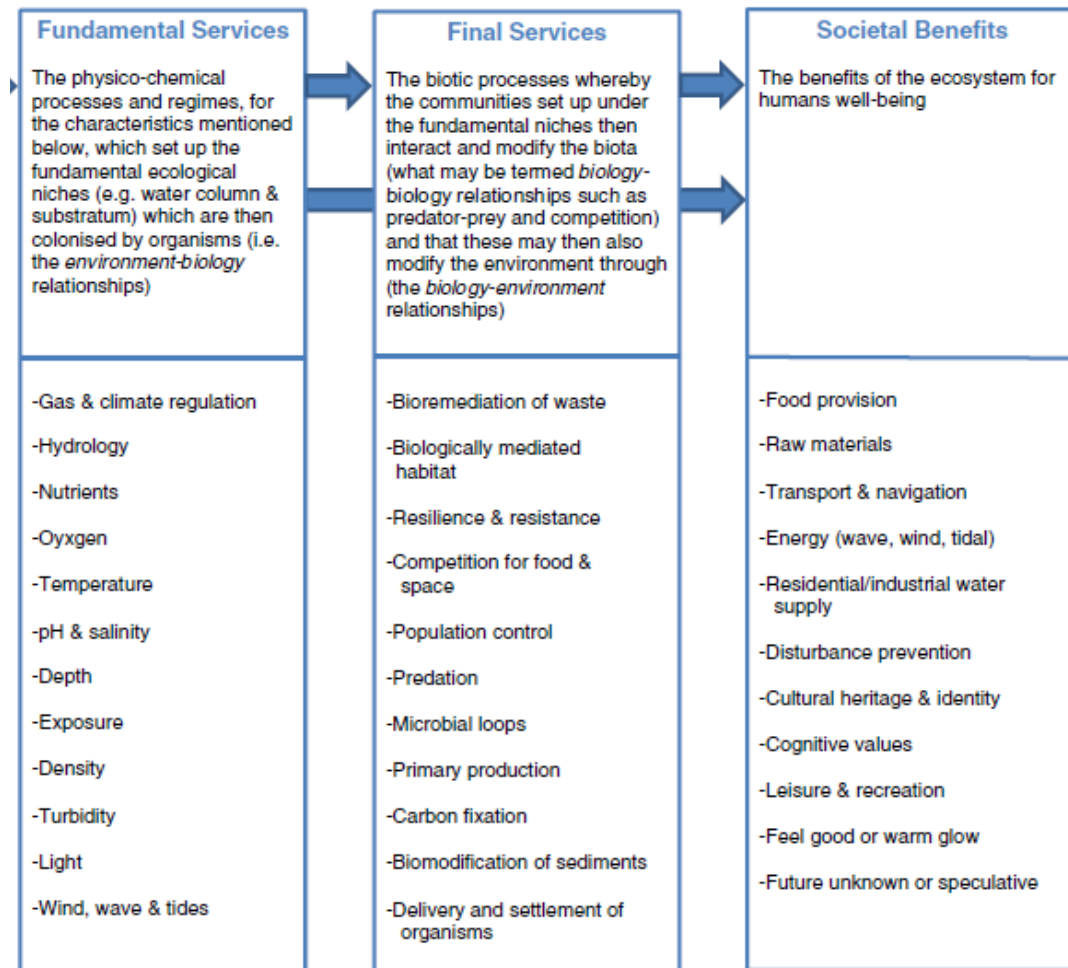 Fundamental Services
The physico-chemical
processes and regimes, for
the characteristics mentioned
below, which set up the
fundamental ecological
niches (e.g. water column &
substratum) which are then
colonised by organisms (i.e.
the environment-biology
relationships)
-Gas & climate regulation
-Hydrology
-Nutrients
-Oyxgen
-Temperature
-pH & salinity
-Depth
-Exposure
-Density
-Turbidity
-Light
-Wind, wave & tides
Final Services
The biotic processes whereby
the communities set up under
the fundamental niches then
interact and modify the biota
(what may be termed biology-
biology relationships such as
predator-prey and competition)
and that these may then also
modify the environment through
(the biology-environment
relationships)
-Bioremediation of waste
-Biologically mediated
habitat
-Resilience & resistance
-Competition for food &
space
-Population control
-Predation
-Microbial loops
-Primary production
-Carbon fixation
-Biomodification of sediments
-Delivery and settlement of
organisms
Societal Benefits
The benefits of the ecosystem for
humans well-being
-Food provision
-Raw materials
-Transport & navigation
-Energy (wave, wind, tidal)
-Residential/industrial water
supply
-Disturbance prevention
-Cultural heritage & identity
-Cognitive values
-Leisure & recreation
-Feel good or warm glow
-Future unknown or speculative